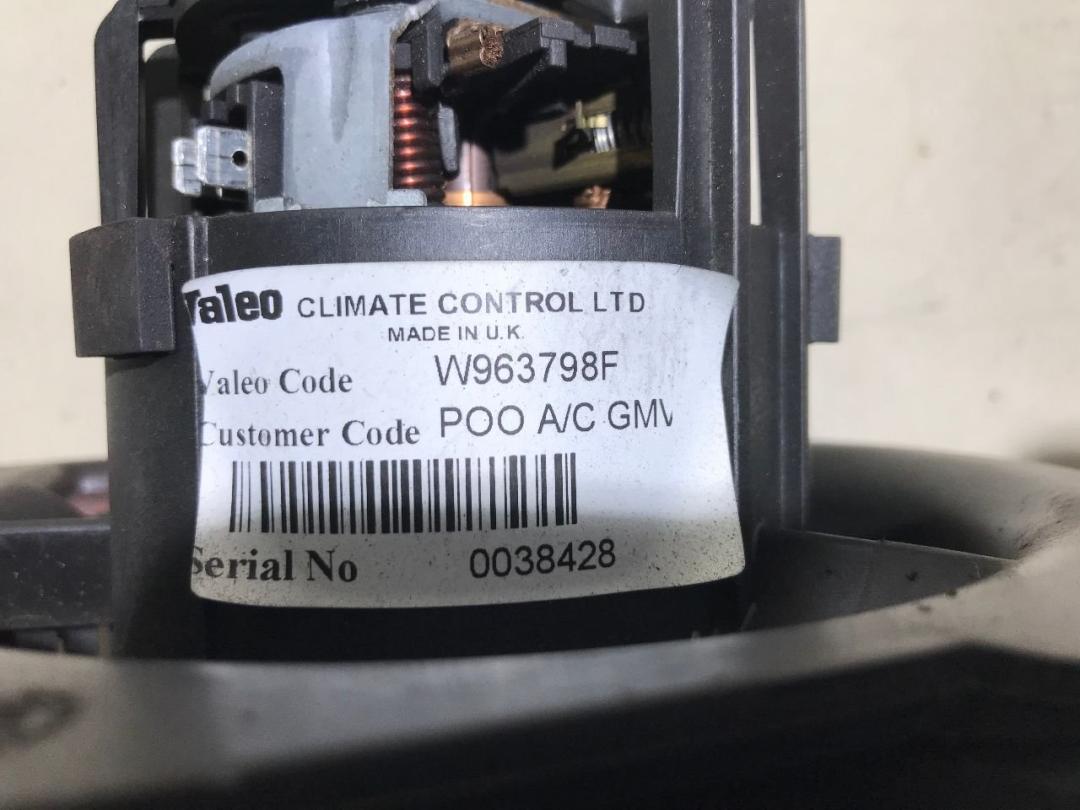 Valeo CLIMATE CONTROL LTD
MADE IN U.K.
Valeo Code W963798F
Customer Code POO A/C GMV
Serial No 0038428